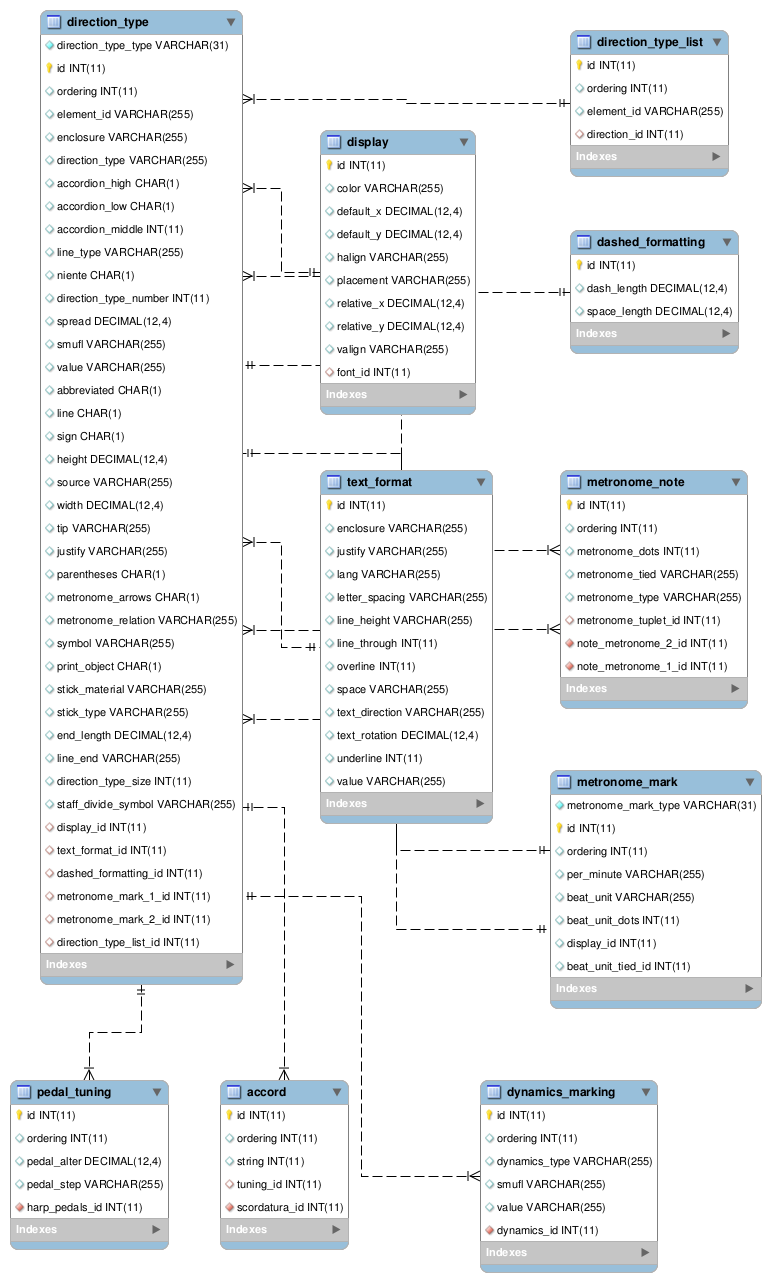 direction_type
direction_type_type VARCHAR(31)
id INT(11)
ordering INT(11)
element_id VARCHAR(255)
enclosure VARCHAR(255)
direction_type VARCHAR(255)
accordion_high CHAR(1)
accordion_low CHAR(1)
accordion_middle INT(11)
line_type VARCHAR(255)
niente CHAR(1)
direction_type_number INT(11)
spread DECIMAL(12,4)
smufl VARCHAR(255)
value VARCHAR(255)
abbreviated CHAR(1)
line CHAR(1)
sign CHAR(1)
height DECIMAL(12,4)
source VARCHAR(255)
width DECIMAL(12,4)
tip VARCHAR(255)
justify VARCHAR(255)
parentheses CHAR(1)
metronome_arrows CHAR(1)
metronome_relation VARCHAR(255)
symbol VARCHAR(255)
print_object CHAR(1)
stick_material VARCHAR(255)
stick_type VARCHAR(255)
end_length DECIMAL(12,4)
line_end VARCHAR(255)
direction_type_size INT(11)
staff_divide_symbol VARCHAR(255)
display_id INT(11)
text_format_id INT(11)
dashed_formatting_id INT(11)
metronome_mark_1_id INT(11)
metronome_mark_2_id INT(11)
direction_type_list_id INT(11)
Indexes
direction_type_list
id INT(11)
ordering INT(11)
element_id VARCHAR(255)
direction_id INT(11)
Indexes
display
id INT(11)
color VARCHAR(255)
default_x DECIMAL(12,4)
default_y DECIMAL(12,4)
halign VARCHAR(255)
placement VARCHAR(255)
relative_x DECIMAL(12,4)
relative_y DECIMAL(12,4)
valign VARCHAR(255)
font_id INT(11)
Indexes
dashed_formatting
id INT(11)
dash_length DECIMAL(12,4)
space_length DECIMAL(12,4)
Indexes
text_format
id INT(11)
enclosure VARCHAR(255)
justify VARCHAR(255)
lang VARCHAR(255)
letter_spacing VARCHAR(255)
line_height VARCHAR(255)
line_through INT(11)
overline INT(11)
space VARCHAR(255)
text_direction VARCHAR(255)
text_rotation DECIMAL(12,4)
underline INT(11)
value VARCHAR(255)
Indexes
metronome_note
id INT(11)
ordering INT(11)
metronome_dots INT(11)
metronome_tied VARCHAR(255)
metronome_type VARCHAR(255)
metronome_tuplet_id INT(11)
note_metronome_2_id INT(11)
note_metronome_1_id INT(11)
Indexes
metronome_mark
metronome_mark_type VARCHAR(31)
id INT(11)
ordering INT(11)
per_minute VARCHAR(255)
beat_unit VARCHAR(255)
beat_unit_dots INT(11)
display_id INT(11)
beat_unit_tied_id INT(11)
Indexes
pedal_tuning
id INT(11)
ordering INT(11)
pedal_alter DECIMAL(12,4)
pedal_step VARCHAR(255)
harp_pedals_id INT(11)
Indexes
accord
id INT(11)
ordering INT(11)
string INT(11)
tuning_id INT(11)
scordatura_id INT(11)
Indexes
dynamics_marking
id INT(11)
ordering INT(11)
dynamics_type VARCHAR(255)
smufl VARCHAR(255)
value VARCHAR(255)
dynamics_id INT(11)
Indexes